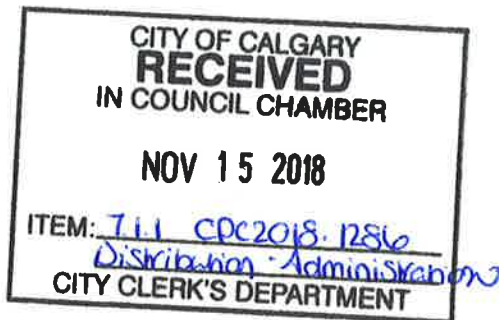 CITY OF CALGARY
RECEIVED
IN COUNCIL CHAMBER
NOV 15 2018
ITEM: 7.1.1 CPC2018.1286
Distribution - Administration
CITY CLERK'S DEPARTMENT